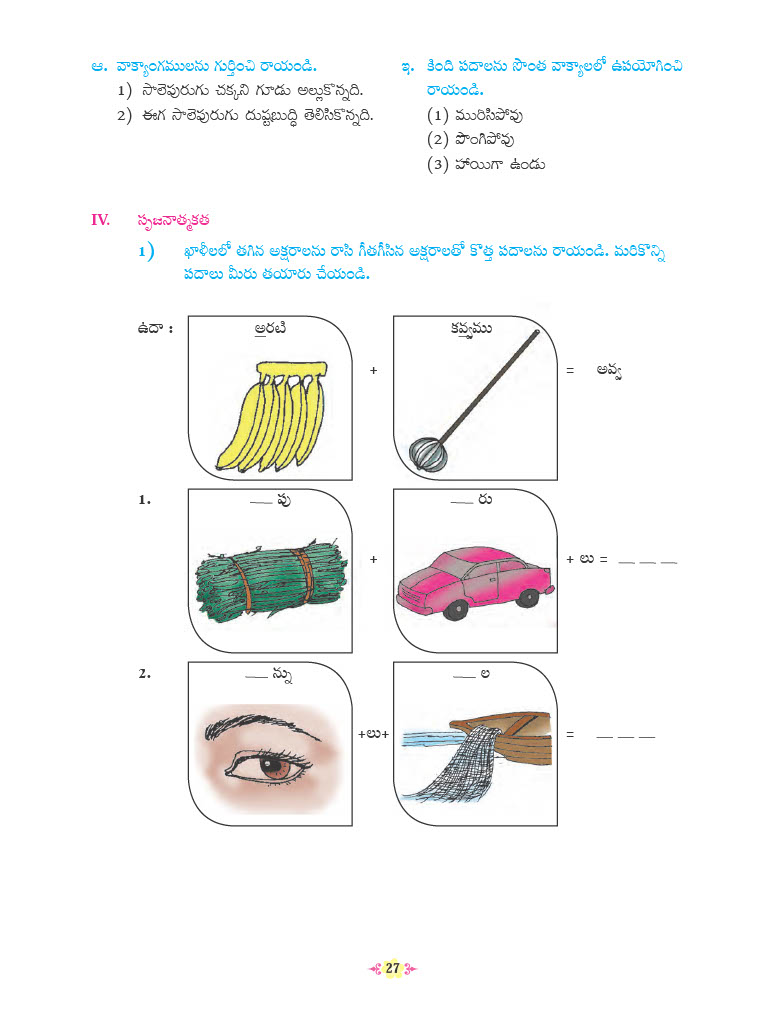 ఆ. వాక్యాంగములను గుర్తించి రాయండి.
1) సాలెపురుగు చక్కని గూడు అల్లుకొన్నది.
2) ఈగ సాలెపురుగు దుష్టబుద్ధి తెలిసికొన్నది.
ఇ. కింది పదాలను సొంత వాక్యాలలో ఉపయోగించి
రాయండి.
(1) మురిసిపోవు
(2) పొంగిపోవు
(3) హాయిగా ఉండు
IV. సృజనాత్మకత
1) ఖాళీలలో తగిన అక్షరాలను రాసి గీతగీసిన అక్షరాలతో కొత్త పదాలను రాయండి. మరికొన్ని
పదాలు మీరు తయారు చేయండి.
ఉదా : అరటి + కవ్వము = అవ్వ
1. __ పు + __ రు + లు = __ __ __
2. __ న్ను +లు+ __ ల = __ __ __
27